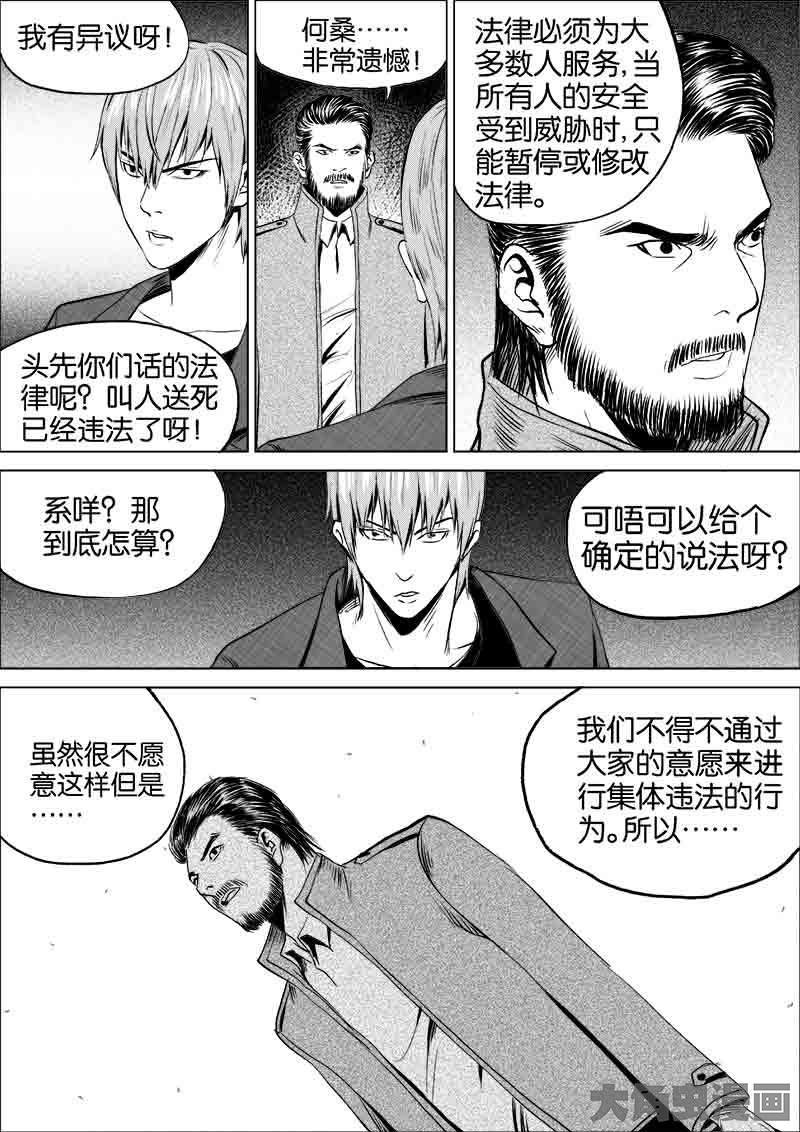 我有异议呀！
头先你们话的法
律呢？叫人送死
已经违法了呀！
何桑……
非常遗憾！
法律必须为大
多数人服务，当
所有人的安全
受到威胁时，只
能暂停或修改
法律。
系咩？那
到底怎算？
可唔可以给个
确定的说法呀？
虽然很不愿
意这样但是
……
我们不得不通过
大家的意愿来进
行集体违法的行
为。所以……
大角虫漫画